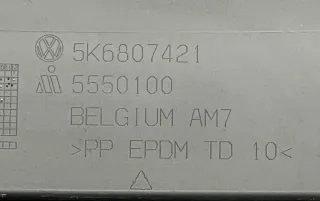 5K6807421
5550100
BELGIUM AM7
>PP EPDM TD 10<